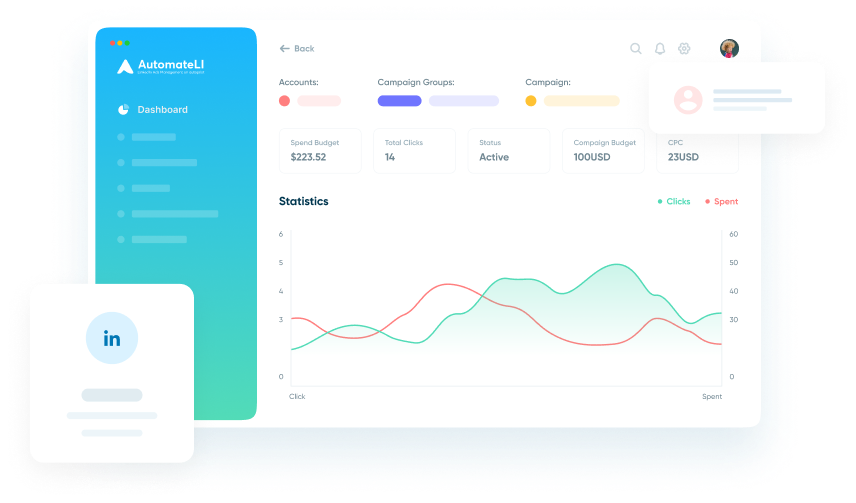 AutomateLI
Dashboard
Back
Accounts:
Campaign Groups:
Campaign:
Spend Budget
$223.52
Total Clicks
14
Status
Active
Campaign Budget
100USD
CPC
23USD
Statistics
Clicks
Spent
6
5
4
3
0
60
50
40
30
0
Click
Spent
in